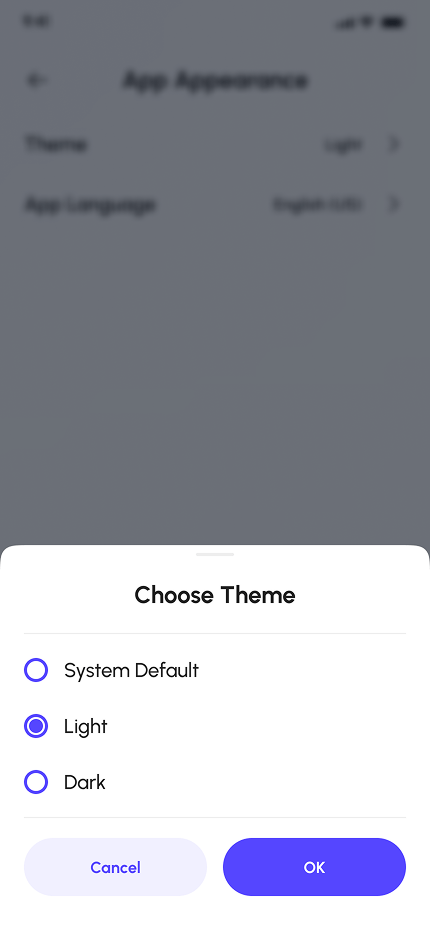 9:41
App Appearance
Theme Light
App Language English (US)
Choose Theme
System Default
Light
Dark
Cancel OK